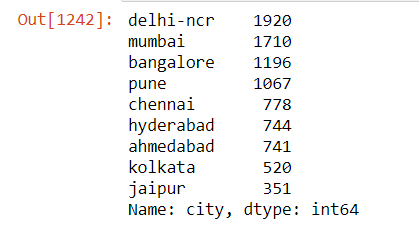 Out[1242]: delhi-ncr 1920
mumbai 1710
bangalore 1196
pune 1067
chennai 778
hyderabad 744
ahmedabad 741
kolkata 520
jaipur 351
Name: city, dtype: int64